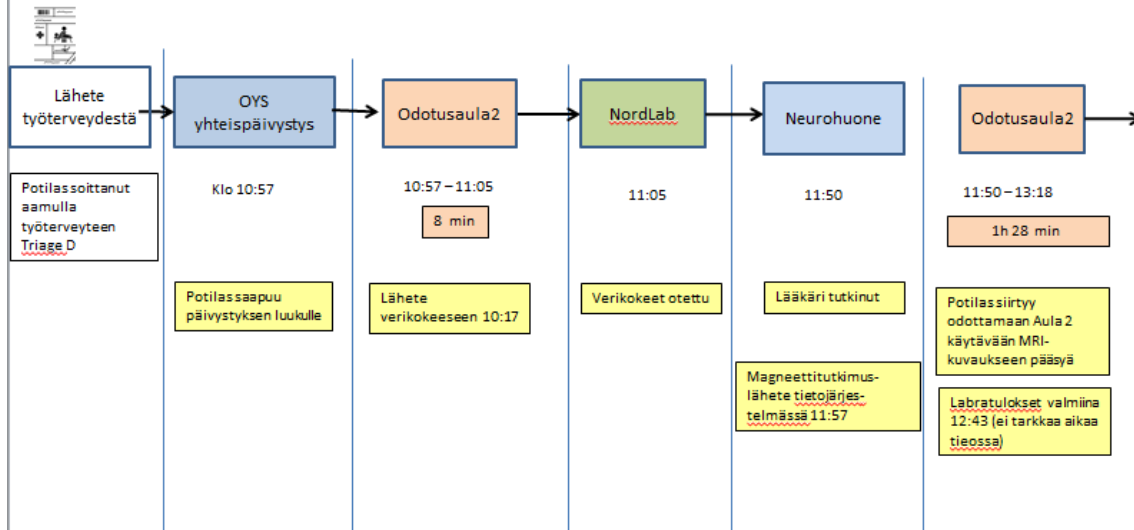 Lähete
työterveydestä
OYS
yhteispäivystys
Odotusaula2
NordLab
Neurohuone
Odotusaula2
Potilas soittanut
aamulla
työterveyteen
Triage D
Klo 10:57
10:57 – 11:05
8 min
11:05
11:50
11:50 – 13:18
1h 28 min
Potilas saapuu
päivystyksen luukulle
Lähete
verikokeeseen 10:17
Verikokeet otettu
Lääkäri tutkinut
Magneettitutkimus-
lähete tietojärjes-
telmässä 11:57
Potilas siirtyy
odottamaan Aula 2
käytävään MRI-
kuvaukseen pääsyä
Labratulokset valmiina
12:43 (ei tarkkaa aikaa
tieossa)